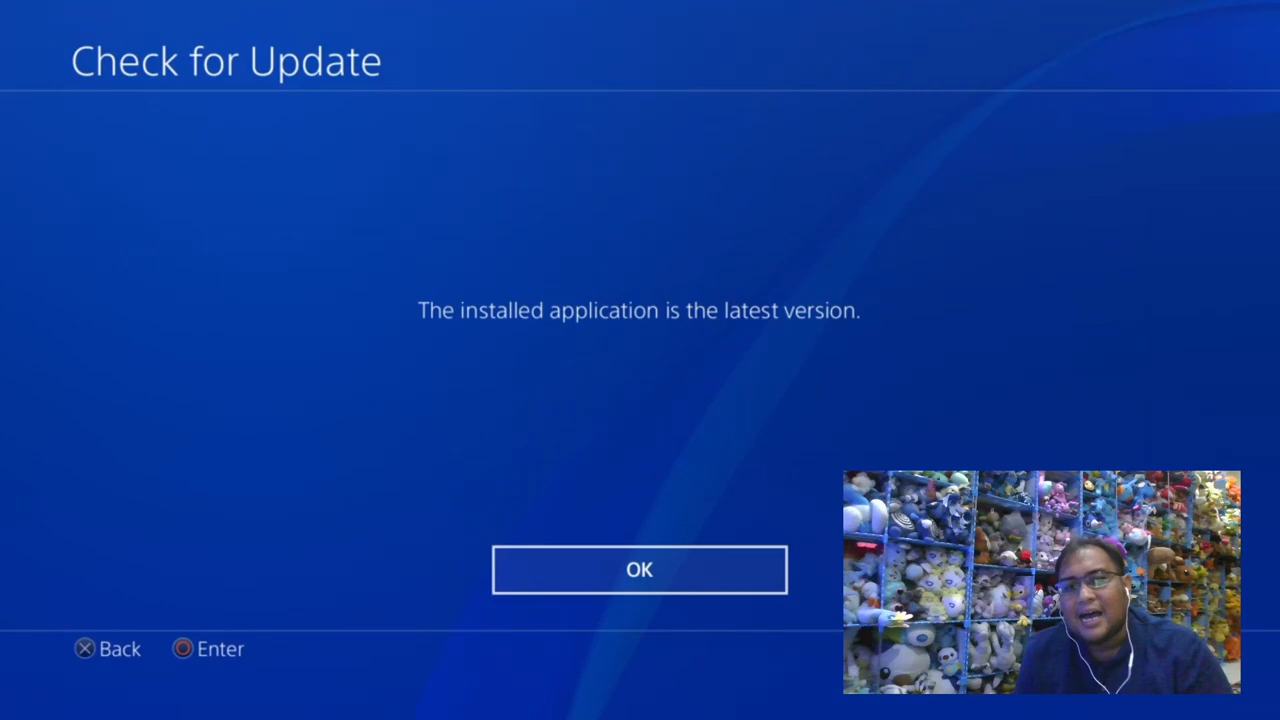 Check for Update
The installed application is the latest version.
OK
Back Enter